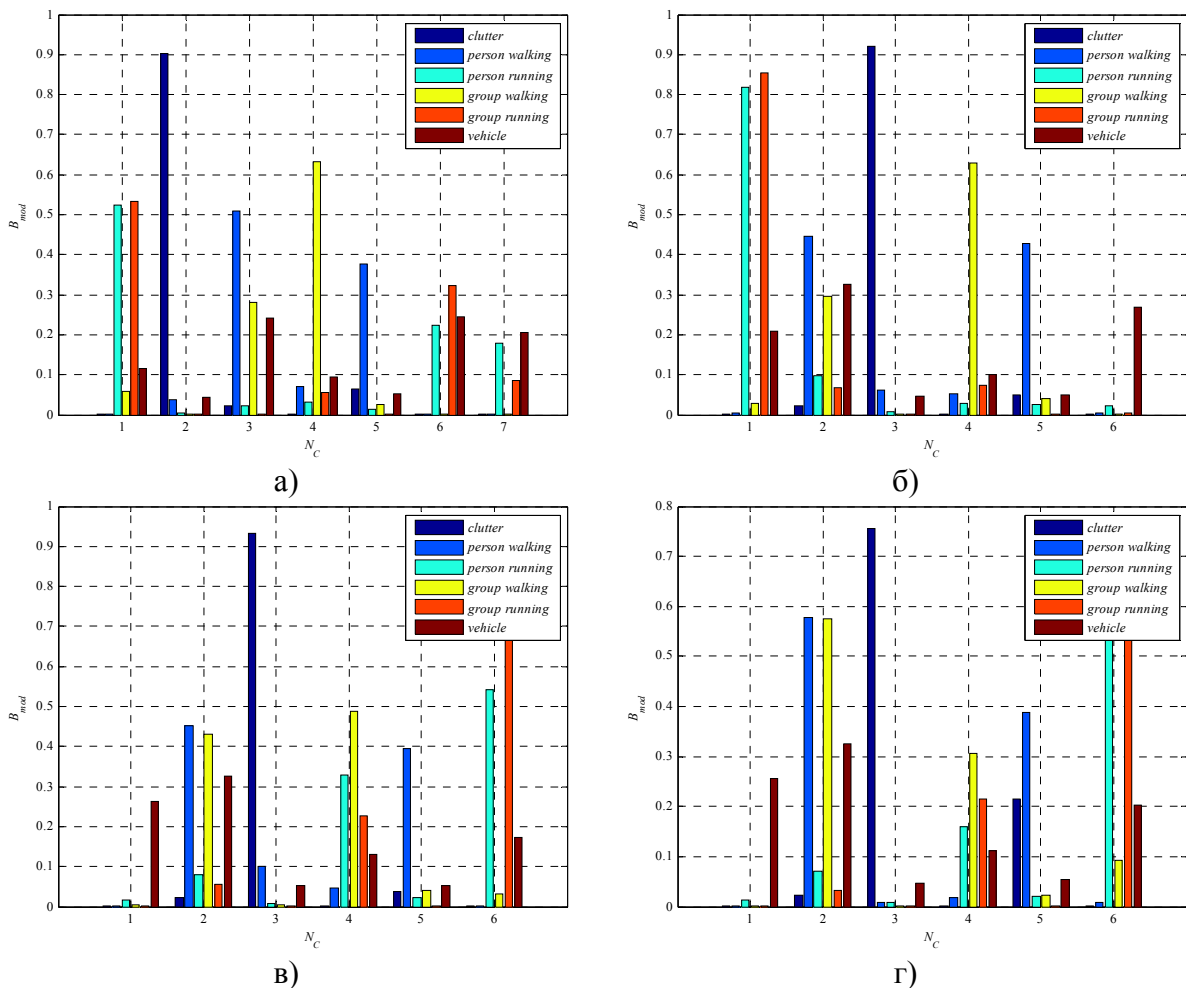 1
0.9
0.8
0.7
0.6
0.5
0.4
0.3
0.2
0.1
0
B_mod
1 2 3 4 5 6 7
N_C
clutter
person walking
person running
group walking
group running
vehicle
а)
1
0.9
0.8
0.7
0.6
0.5
0.4
0.3
0.2
0.1
0
B_mod
1 2 3 4 5 6
N_C
clutter
person walking
person running
group walking
group running
vehicle
б)
1
0.9
0.8
0.7
0.6
0.5
0.4
0.3
0.2
0.1
0
B_mod
1 2 3 4 5 6
N_C
clutter
person walking
person running
group walking
group running
vehicle
в)
0.8
0.7
0.6
0.5
0.4
0.3
0.2
0.1
0
B_mod
1 2 3 4 5 6
N_C
clutter
person walking
person running
group walking
group running
vehicle
г)